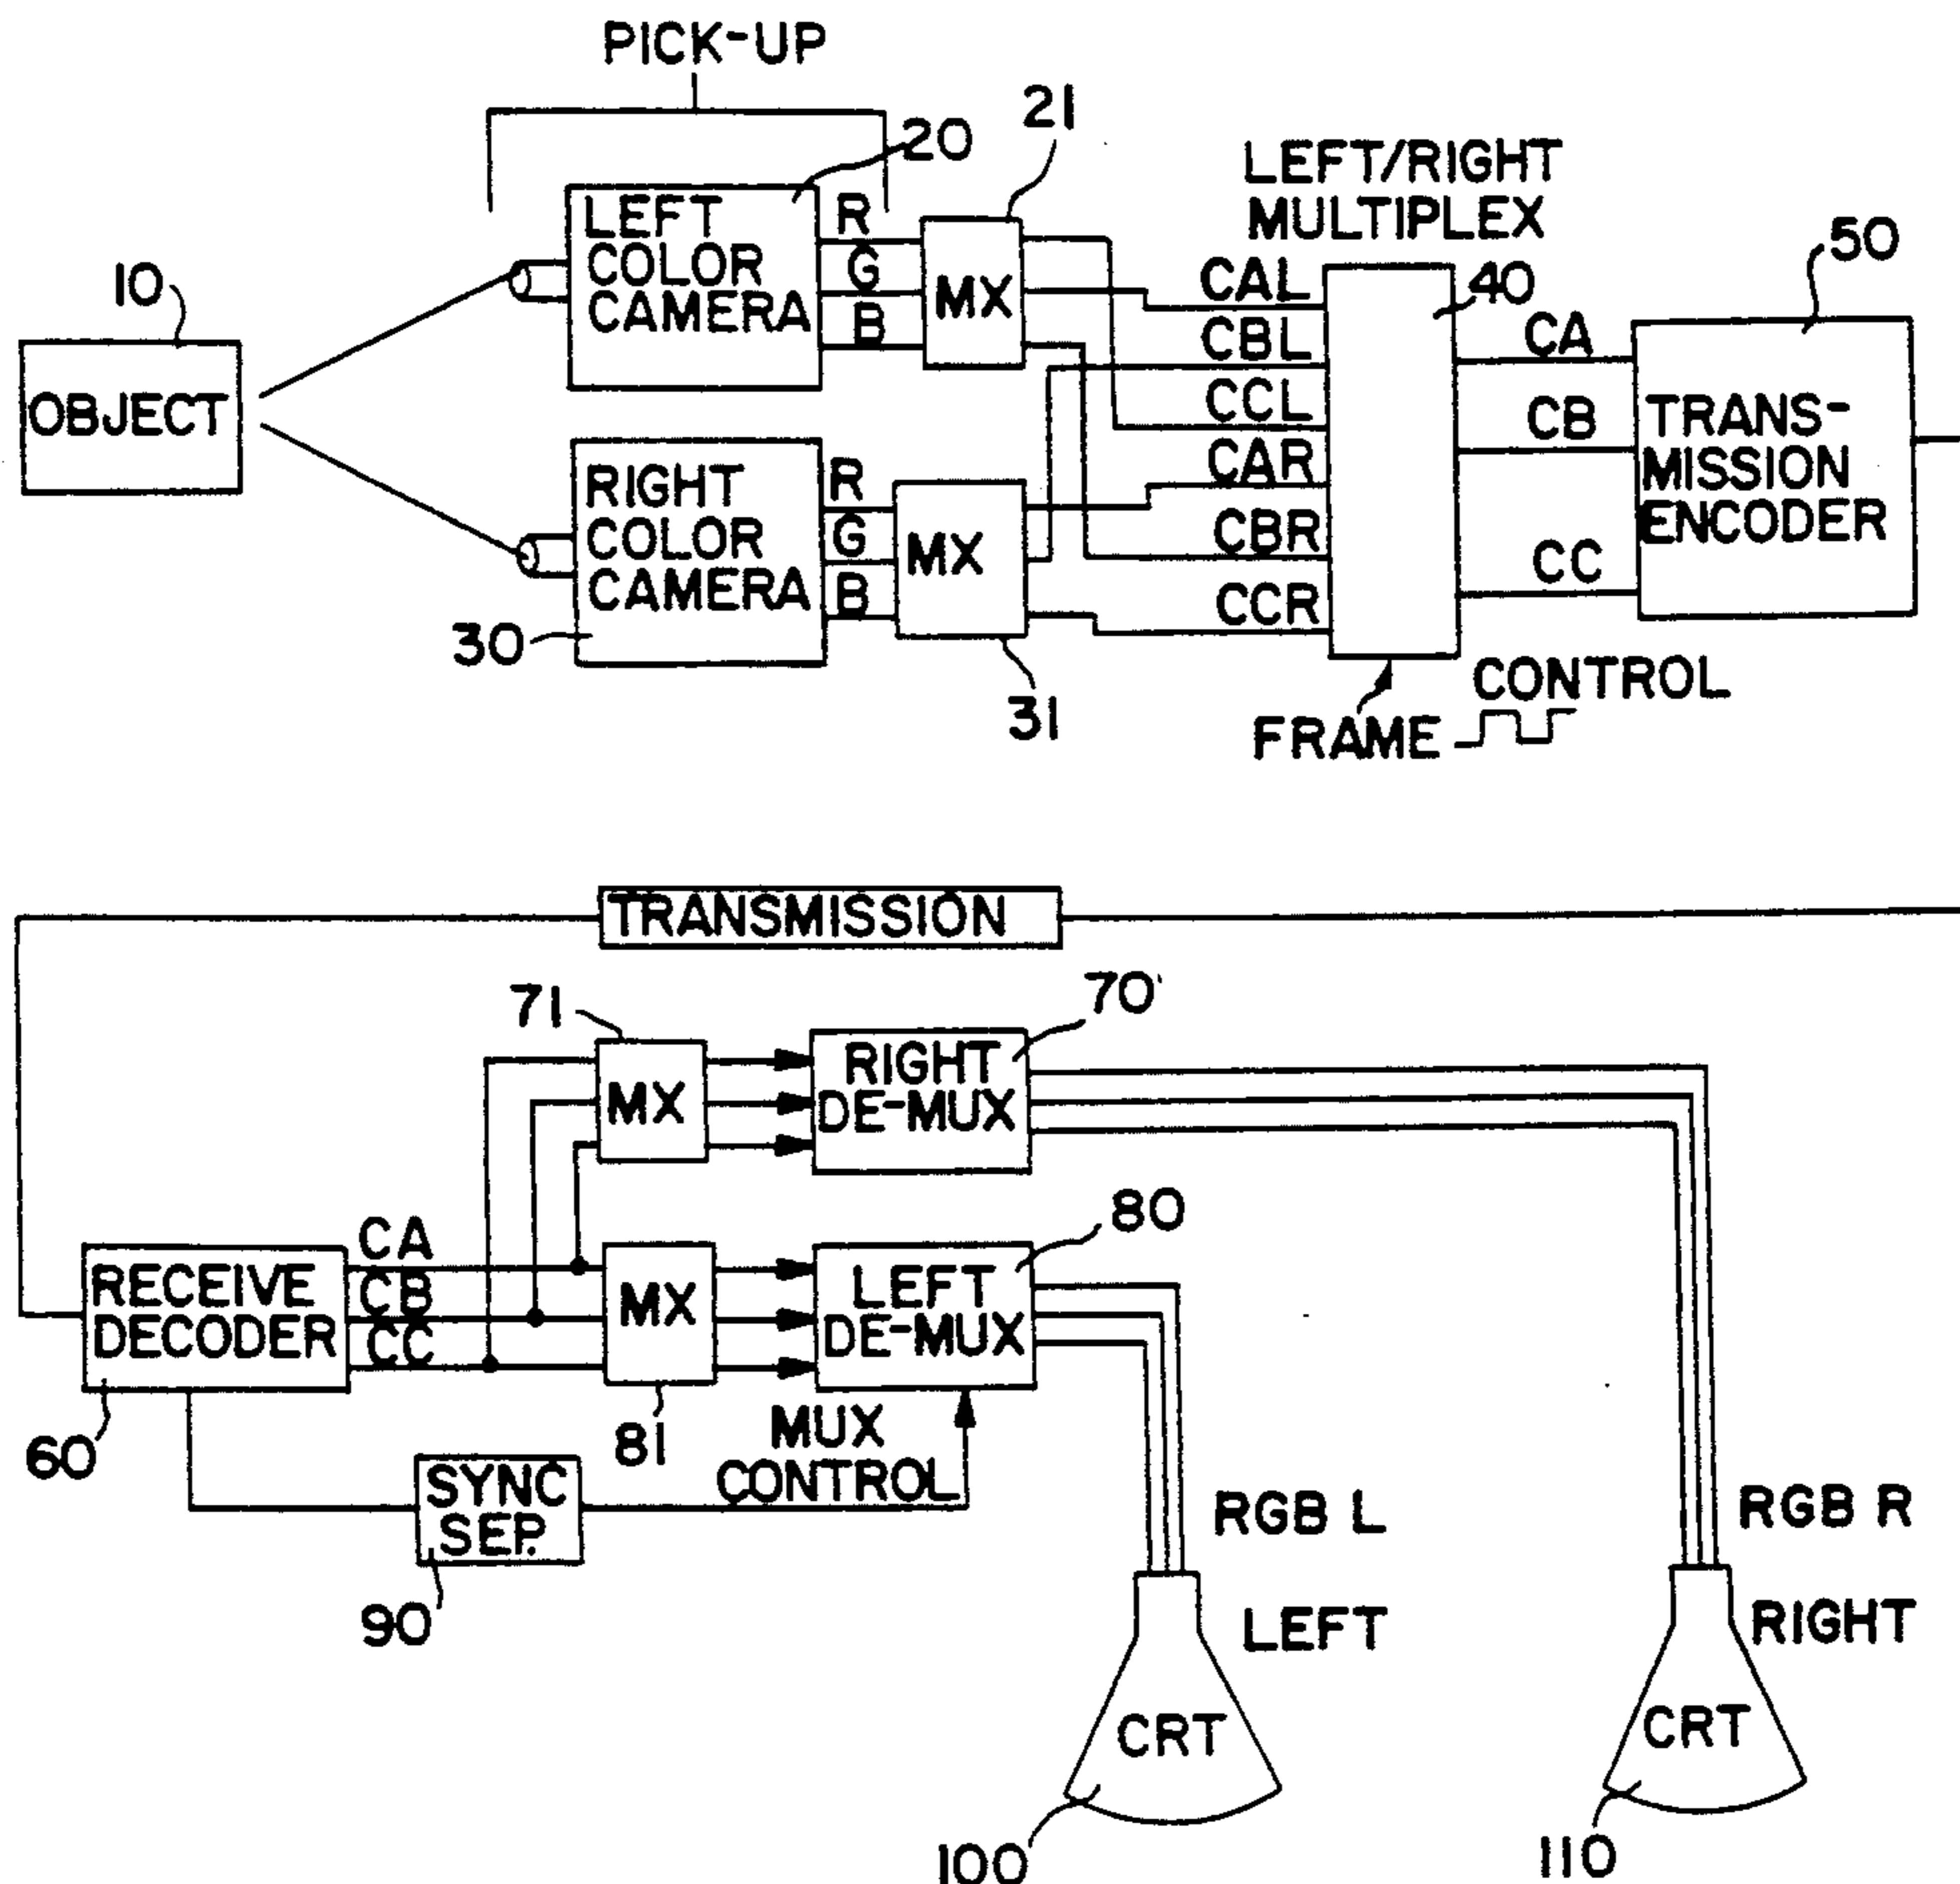 PICK-UP
20
21
LEFT/RIGHT
MULTIPLEX
10
50
LEFT
COLOR
CAMERA
R
G
B
MX
CAL
CBL
CCL
CAR
CBR
CCR
40
CA
CB
CC
OBJECT
TRANS-
MISSION
ENCODER
RIGHT
COLOR
CAMERA
R
G
B
MX
30
31
FRAME
CONTROL
TRANSMISSION
71
70
MX
RIGHT
DE-MUX
80
RECEIVE
DECODER
CA
CB
CC
MX
LEFT
DE-MUX
60
81
MUX
CONTROL
SYNC
SEP.
90
RGB L
RGB R
LEFT
RIGHT
CRT
CRT
100
110